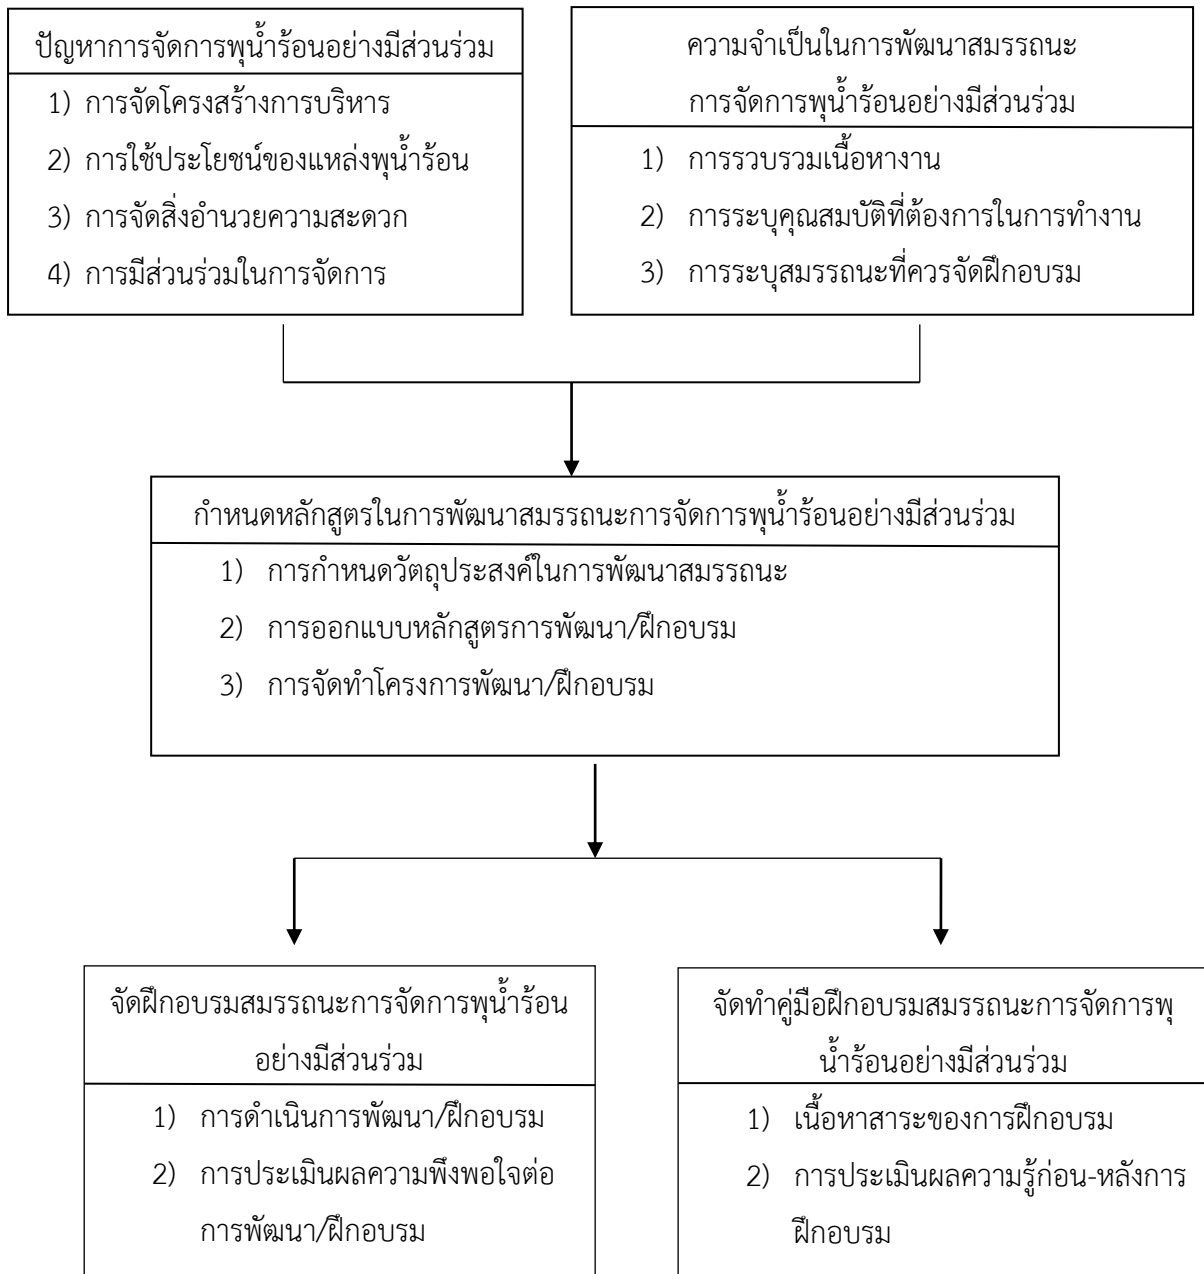 ปัญหาการจัดการพุน้ำร้อนอย่างมีส่วนร่วม
1) การจัดโครงสร้างการบริหาร
2) การใช้ประโยชน์ของแหล่งพุน้ำร้อน
3) การจัดสิ่งอำนวยความสะดวก
4) การมีส่วนร่วมในการจัดการ
ความจำเป็นในการพัฒนาสมรรถนะ
การจัดการพุน้ำร้อนอย่างมีส่วนร่วม
1) การรวบรวมเนื้อหางาน
2) การระบุคุณสมบัติที่ต้องการในการทำงาน
3) การระบุสมรรถนะที่ควรจัดฝึกอบรม
กำหนดหลักสูตรในการพัฒนาสมรรถนะการจัดการพุน้ำร้อนอย่างมีส่วนร่วม
1) การกำหนดวัตถุประสงค์ในการพัฒนาสมรรถนะ
2) การออกแบบหลักสูตรการพัฒนา/ฝึกอบรม
3) การจัดทำโครงการพัฒนา/ฝึกอบรม
จัดฝึกอบรมสมรรถนะการจัดการพุน้ำร้อน
อย่างมีส่วนร่วม
1) การดำเนินการพัฒนา/ฝึกอบรม
2) การประเมินผลความพึงพอใจต่อ
การพัฒนา/ฝึกอบรม
จัดทำคู่มือฝึกอบรมสมรรถนะการจัดการพุ
น้ำร้อนอย่างมีส่วนร่วม
1) เนื้อหาสาระของการฝึกอบรม
2) การประเมินผลความรู้ก่อน-หลังการ
ฝึกอบรม